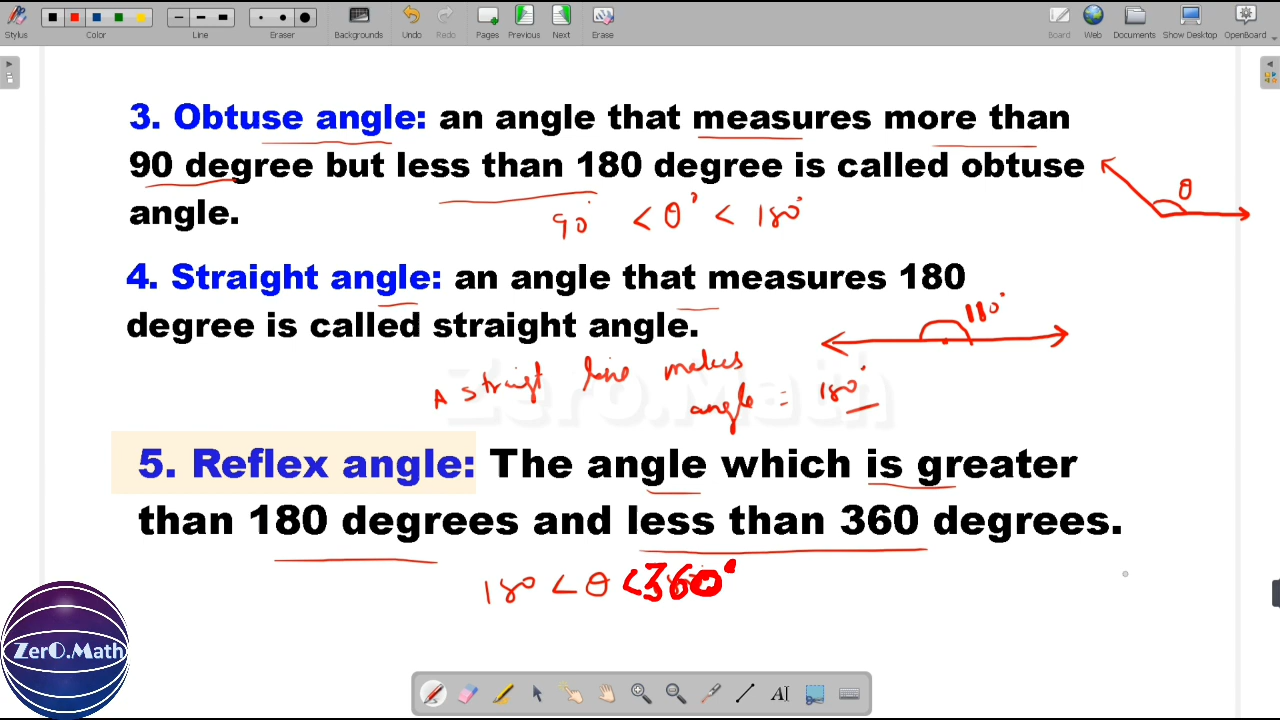 Stylus Color Line Eraser Backgrounds Undo Redo Pages Previous Next Erase Board Web Documents Show Desktop OpenBoard
3. Obtuse angle: an angle that measures more than
90 degree but less than 180 degree is called obtuse
angle.
θ
90° < θ° < 180°
4. Straight angle: an angle that measures 180
degree is called straight angle.
180°
A straigt line makes
angle = 180°
Zero.Math
5. Reflex angle: The angle which is greater
than 180 degrees and less than 360 degrees.
180 < θ <360°
ZerO.Math
AI